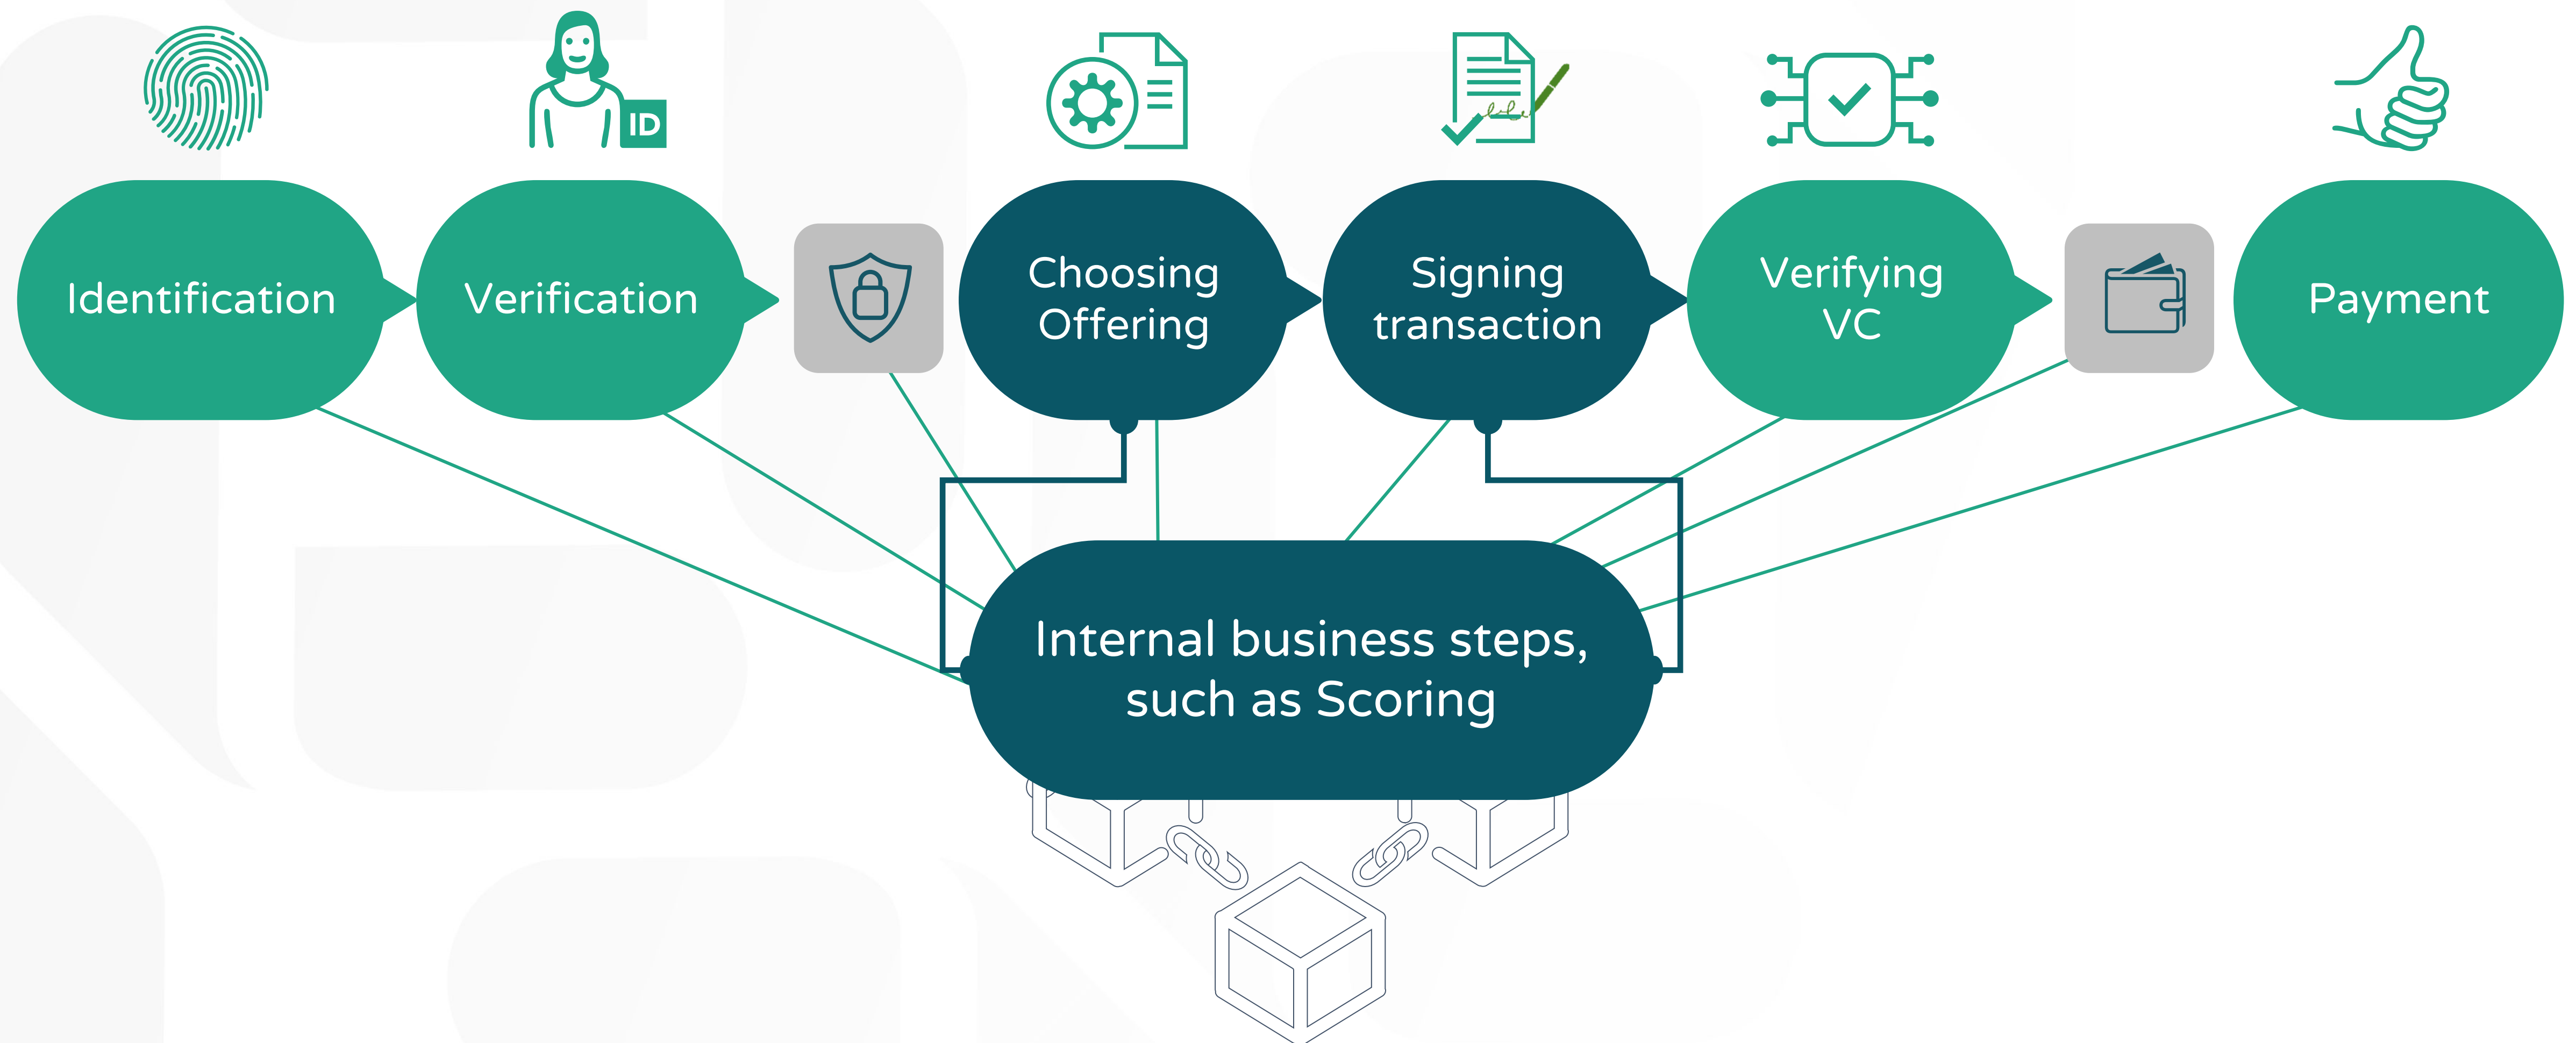 ID
Identification
Verification
Choosing
Offering
Signing
transaction
Verifying
VC
Payment
Internal business steps,
such as Scoring